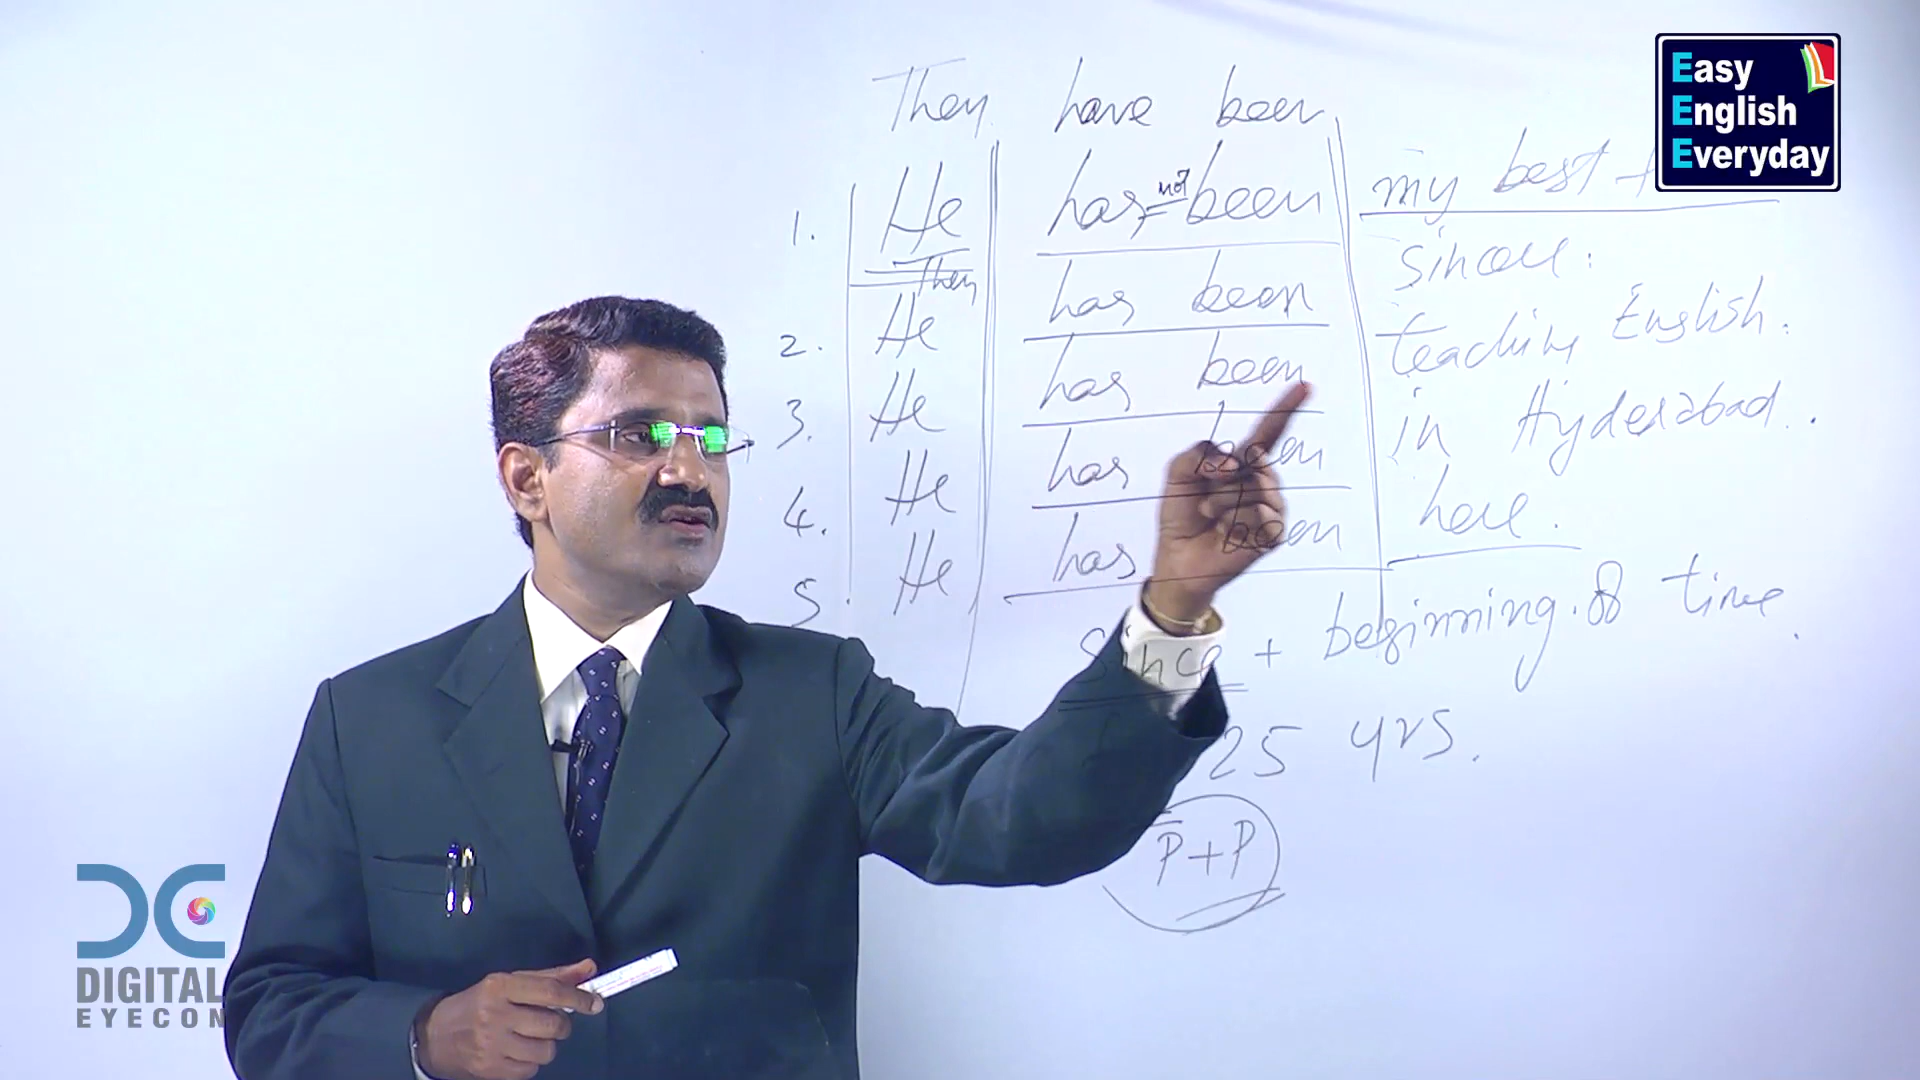 They have been
1. He has not been my best
They
sincere.
2. He has been
teaching English.
3. He has been
in Hyderabad.
4. He has been
here.
5. He has been
since + beginning of time.
25 yrs.
P+P
Easy
English
Everyday
DIGITAL
EYECON